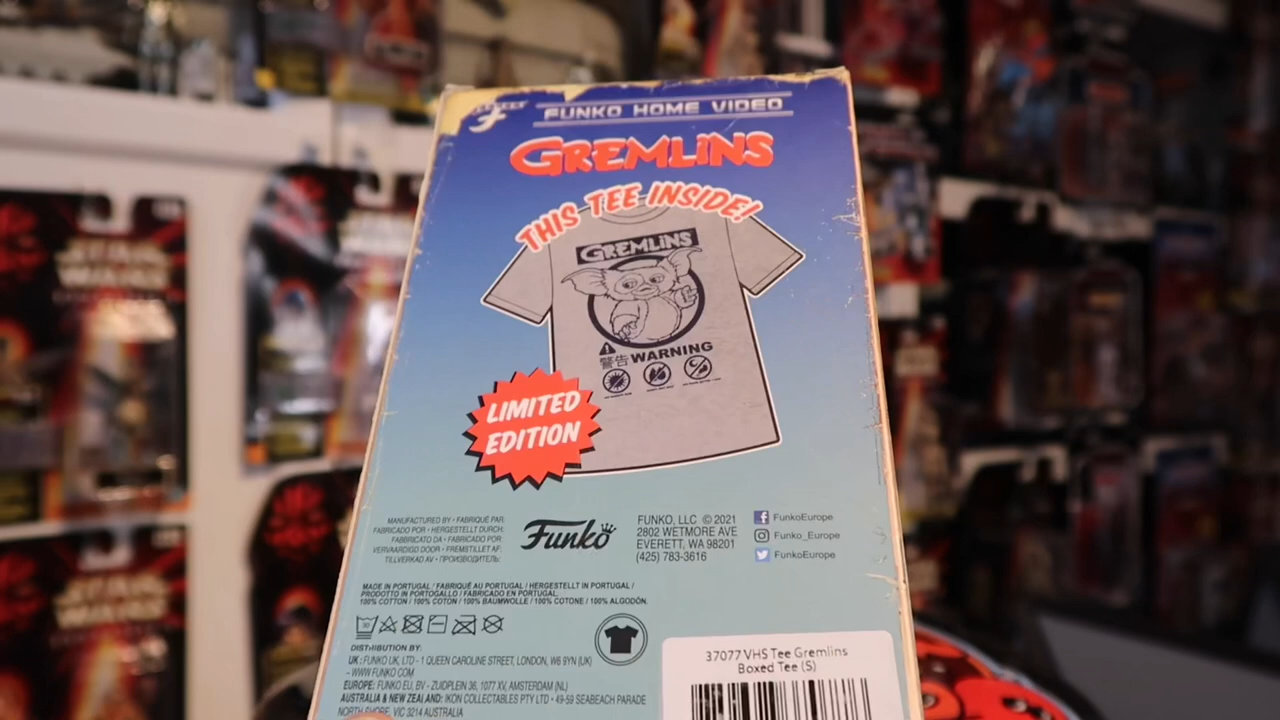 FUNKO HOME VIDEO
GREMLINS
THIS TEE INSIDE!
GREMLINS
警告 WARNING
LIMITED
EDITION
MANUFACTURED BY • FABRIQUÉ PAR:
FABRICADO POR • HERGESTELLT DURCH:
FABBRICATO DA • FABRICADO POR:
VERVAARDIGD DOOR • FREMSTILLET AF:
TILLVERKAD AV • ПРОИЗВОДИТЕЛЬ:
Funko
FUNKO, LLC © 2021
2802 WETMORE AVE
EVERETT, WA 98201
(425) 783-3616
FunkoEurope
Funko_Europe
FunkoEurope
MADE IN PORTUGAL / FABRIQUÉ AU PORTUGAL / HERGESTELLT IN PORTUGAL /
PRODOTTO IN PORTOGALLO / FABRICADO EN PORTUGAL.
100% COTTON / 100% COTON / 100% BAUMWOLLE / 100% COTONE / 100% ALGODÓN.
DISTRIBUTION BY:
UK: FUNKO UK, LTD - 1 QUEEN CAROLINE STREET, LONDON, W6 9YN (UK)
- WWW.FUNKO.COM
EUROPE: FUNKO EU, BV - ZUIDPLEIN 36, 1077 XV, AMSTERDAM (NL)
AUSTRALIA & NEW ZEALAND: IKON COLLECTABLES PTY LTD • 49-59 SEABEACH PARADE
NORTH SHORE, VIC 3214 AUSTRALIA
37077 VHS Tee Gremlins
Boxed Tee (S)
STAR
WARS
STAR
WARS